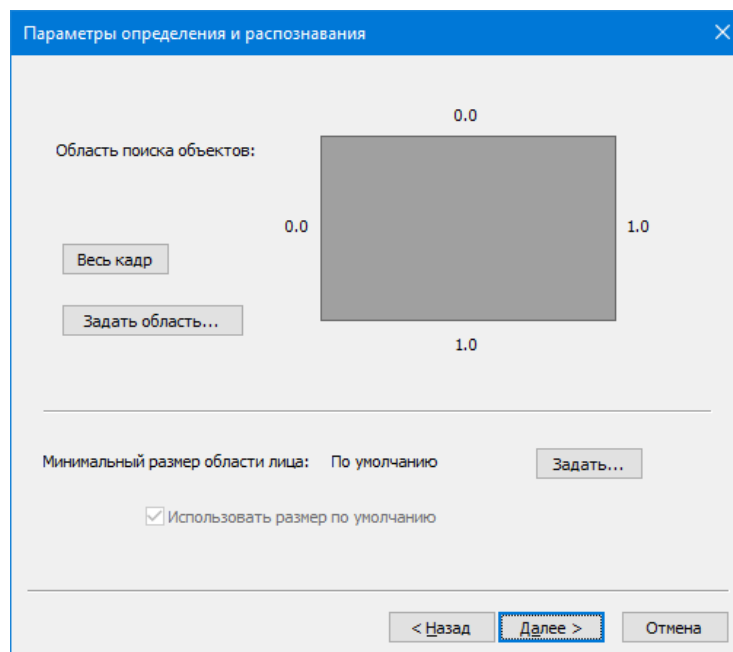 Параметры определения и распознавания
0.0
Область поиска объектов:
0.0
1.0
Весь кадр
Задать область...
1.0
Минимальный размер области лица: По умолчанию Задать...
Использовать размер по умолчанию
< Назад Далее > Отмена